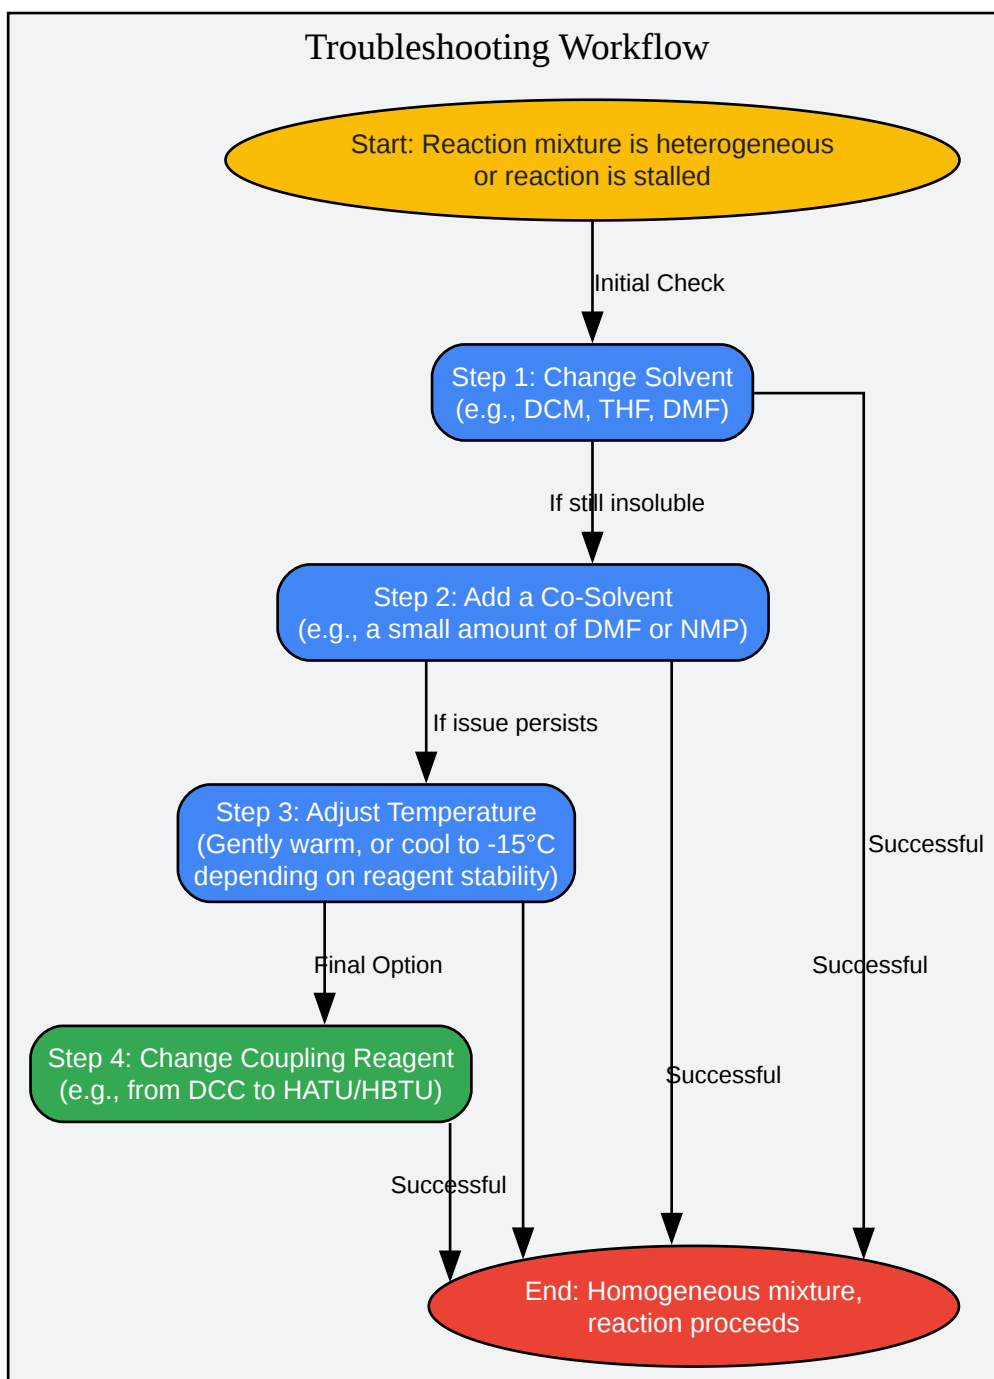 Troubleshooting Workflow
Start: Reaction mixture is heterogeneous
or reaction is stalled
Initial Check
Step 1: Change Solvent
(e.g., DCM, THF, DMF)
If still insoluble
Step 2: Add a Co-Solvent
(e.g., a small amount of DMF or NMP)
If issue persists
Step 3: Adjust Temperature
(Gently warm, or cool to -15°C
depending on reagent stability)
Successful
Final Option
Successful
Step 4: Change Coupling Reagent
(e.g., from DCC to HATU/HBTU)
Successful
Successful
End: Homogeneous mixture,
reaction proceeds